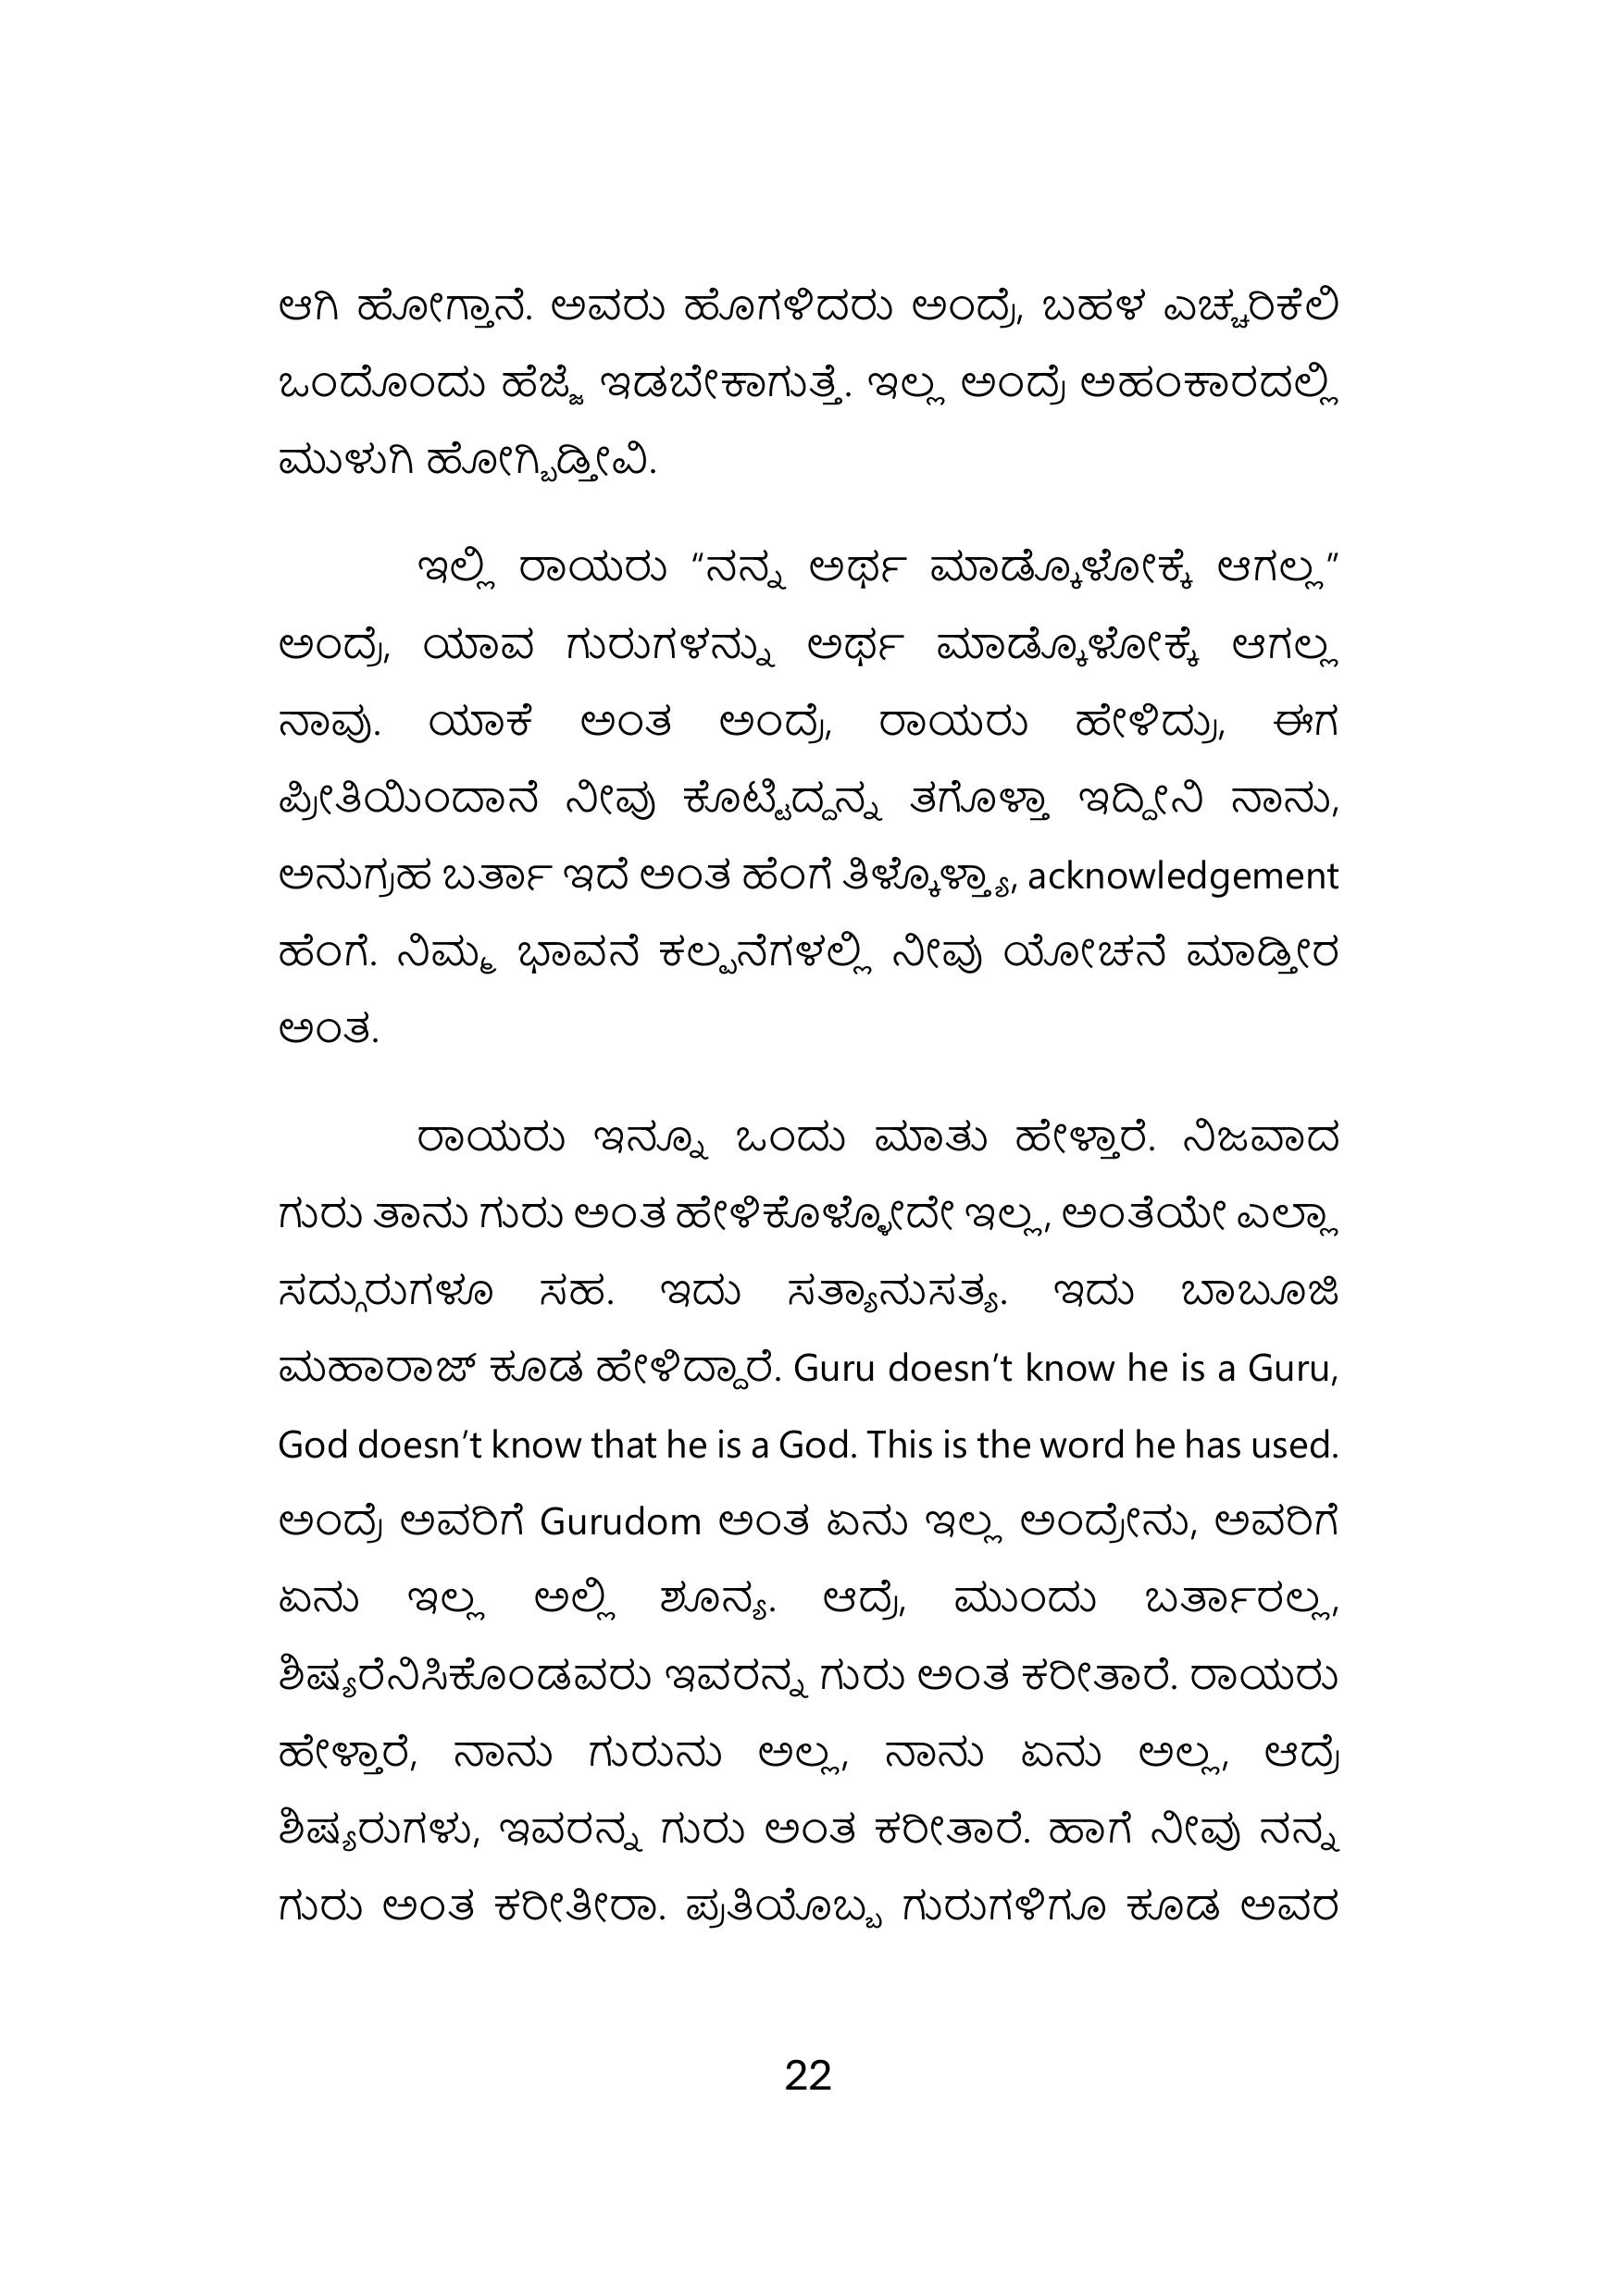 ಆಗಿ ಹೋಗ್ತಾನೆ. ಅವರು ಹೊಗಳಿದರು ಅಂದ್ರೆ, ಬಹಳ ಎಚ್ಚರಿಕೆಲಿ
ಒಂದೊಂದು ಹೆಜ್ಜೆ ಇಡಬೇಕಾಗುತ್ತೆ. ಇಲ್ಲ ಅಂದ್ರೆ ಅಹಂಕಾರದಲ್ಲಿ
ಮುಳುಗಿ ಹೋಗ್ಬಿಡ್ತೀವಿ.
ಇಲ್ಲಿ ರಾಯರು “ನನ್ನ ಅರ್ಥ ಮಾಡ್ಕೊಳೋಕ್ಕೆ ಆಗಲ್ಲ”
ಅಂದ್ರೆ, ಯಾವ ಗುರುಗಳನ್ನು ಅರ್ಥ ಮಾಡ್ಕೊಳೋಕ್ಕೆ ಆಗಲ್ಲ
ನಾವು. ಯಾಕೆ ಅಂತ ಅಂದ್ರೆ, ರಾಯರು ಹೇಳಿದ್ರು, ಈಗ
ಪ್ರೀತಿಯಿಂದಾನೆ ನೀವು ಕೊಟ್ಟಿದ್ದನ್ನ ತಗೊಳ್ತಾ ಇದ್ದೀನಿ ನಾನು,
ಅನುಗ್ರಹ ಬರ್ತಾ ಇದೆ ಅಂತ ಹೆಂಗೆ ತಿಳ್ಕೊಳ್ತ್ಯಾ, acknowledgement
ಹೆಂಗೆ. ನಿಮ್ಮ ಭಾವನೆ ಕಲ್ಪನೆಗಳಲ್ಲಿ ನೀವು ಯೋಚನೆ ಮಾಡ್ತೀರ
ಅಂತ.
ರಾಯರು ಇನ್ನೂ ಒಂದು ಮಾತು ಹೇಳ್ತಾರೆ. ನಿಜವಾದ
ಗುರು ತಾನು ಗುರು ಅಂತ ಹೇಳಿಕೊಳ್ಳೋದೇ ಇಲ್ಲ, ಅಂತೆಯೇ ಎಲ್ಲಾ
ಸದ್ಗುರುಗಳೂ ಸಹ. ಇದು ಸತ್ಯಾನುಸತ್ಯ. ಇದು ಬಾಬೂಜಿ
ಮಹಾರಾಜ್ ಕೂಡ ಹೇಳಿದ್ದಾರೆ. Guru doesn’t know he is a Guru,
God doesn’t know that he is a God. This is the word he has used.
ಅಂದ್ರೆ ಅವರಿಗೆ Gurudom ಅಂತ ಏನು ಇಲ್ಲ ಅಂದ್ರೇನು, ಅವರಿಗೆ
ಏನು ಇಲ್ಲ ಅಲ್ಲಿ ಶೂನ್ಯ. ಆದ್ರೆ, ಮುಂದು ಬರ್ತಾರಲ್ಲ,
ಶಿಷ್ಯರೆನಿಸಿಕೊಂಡವರು ಇವರನ್ನ ಗುರು ಅಂತ ಕರೀತಾರೆ. ರಾಯರು
ಹೇಳ್ತಾರೆ, ನಾನು ಗುರುನು ಅಲ್ಲ, ನಾನು ಏನು ಅಲ್ಲ, ಆದ್ರೆ
ಶಿಷ್ಯರುಗಳು, ಇವರನ್ನ ಗುರು ಅಂತ ಕರೀತಾರೆ. ಹಾಗೆ ನೀವು ನನ್ನ
ಗುರು ಅಂತ ಕರೀತೀರಾ. ಪ್ರತಿಯೊಬ್ಬ ಗುರುಗಳಿಗೂ ಕೂಡ ಅವರ
22